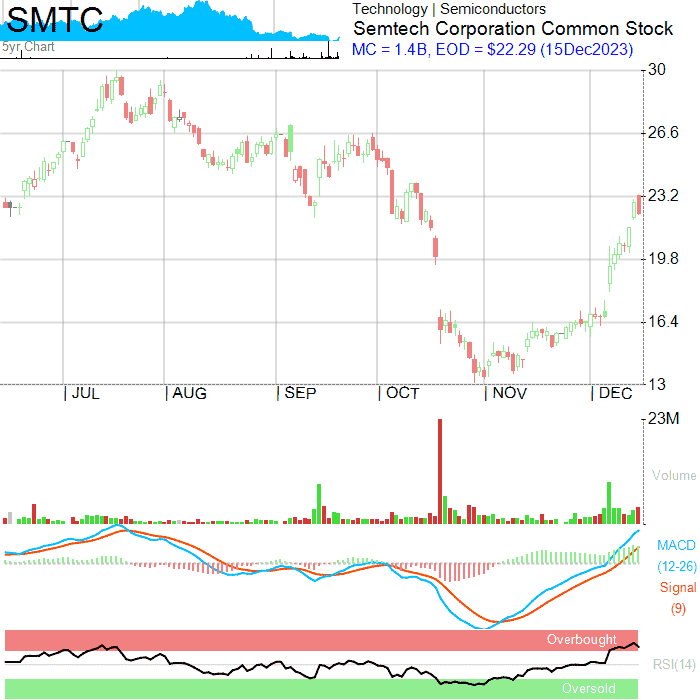 SMTC
5yr Chart
Technology | Semiconductors
Semtech Corporation Common Stock
MC = 1.4B, EOD = $22.29 (15Dec2023)
30
26.6
23.2
19.8
16.4
13
| JUL | AUG | SEP | OCT | NOV | DEC
23M
Volume
MACD
(12-26)
Signal
(9)
Overbought
RSI(14)
Oversold